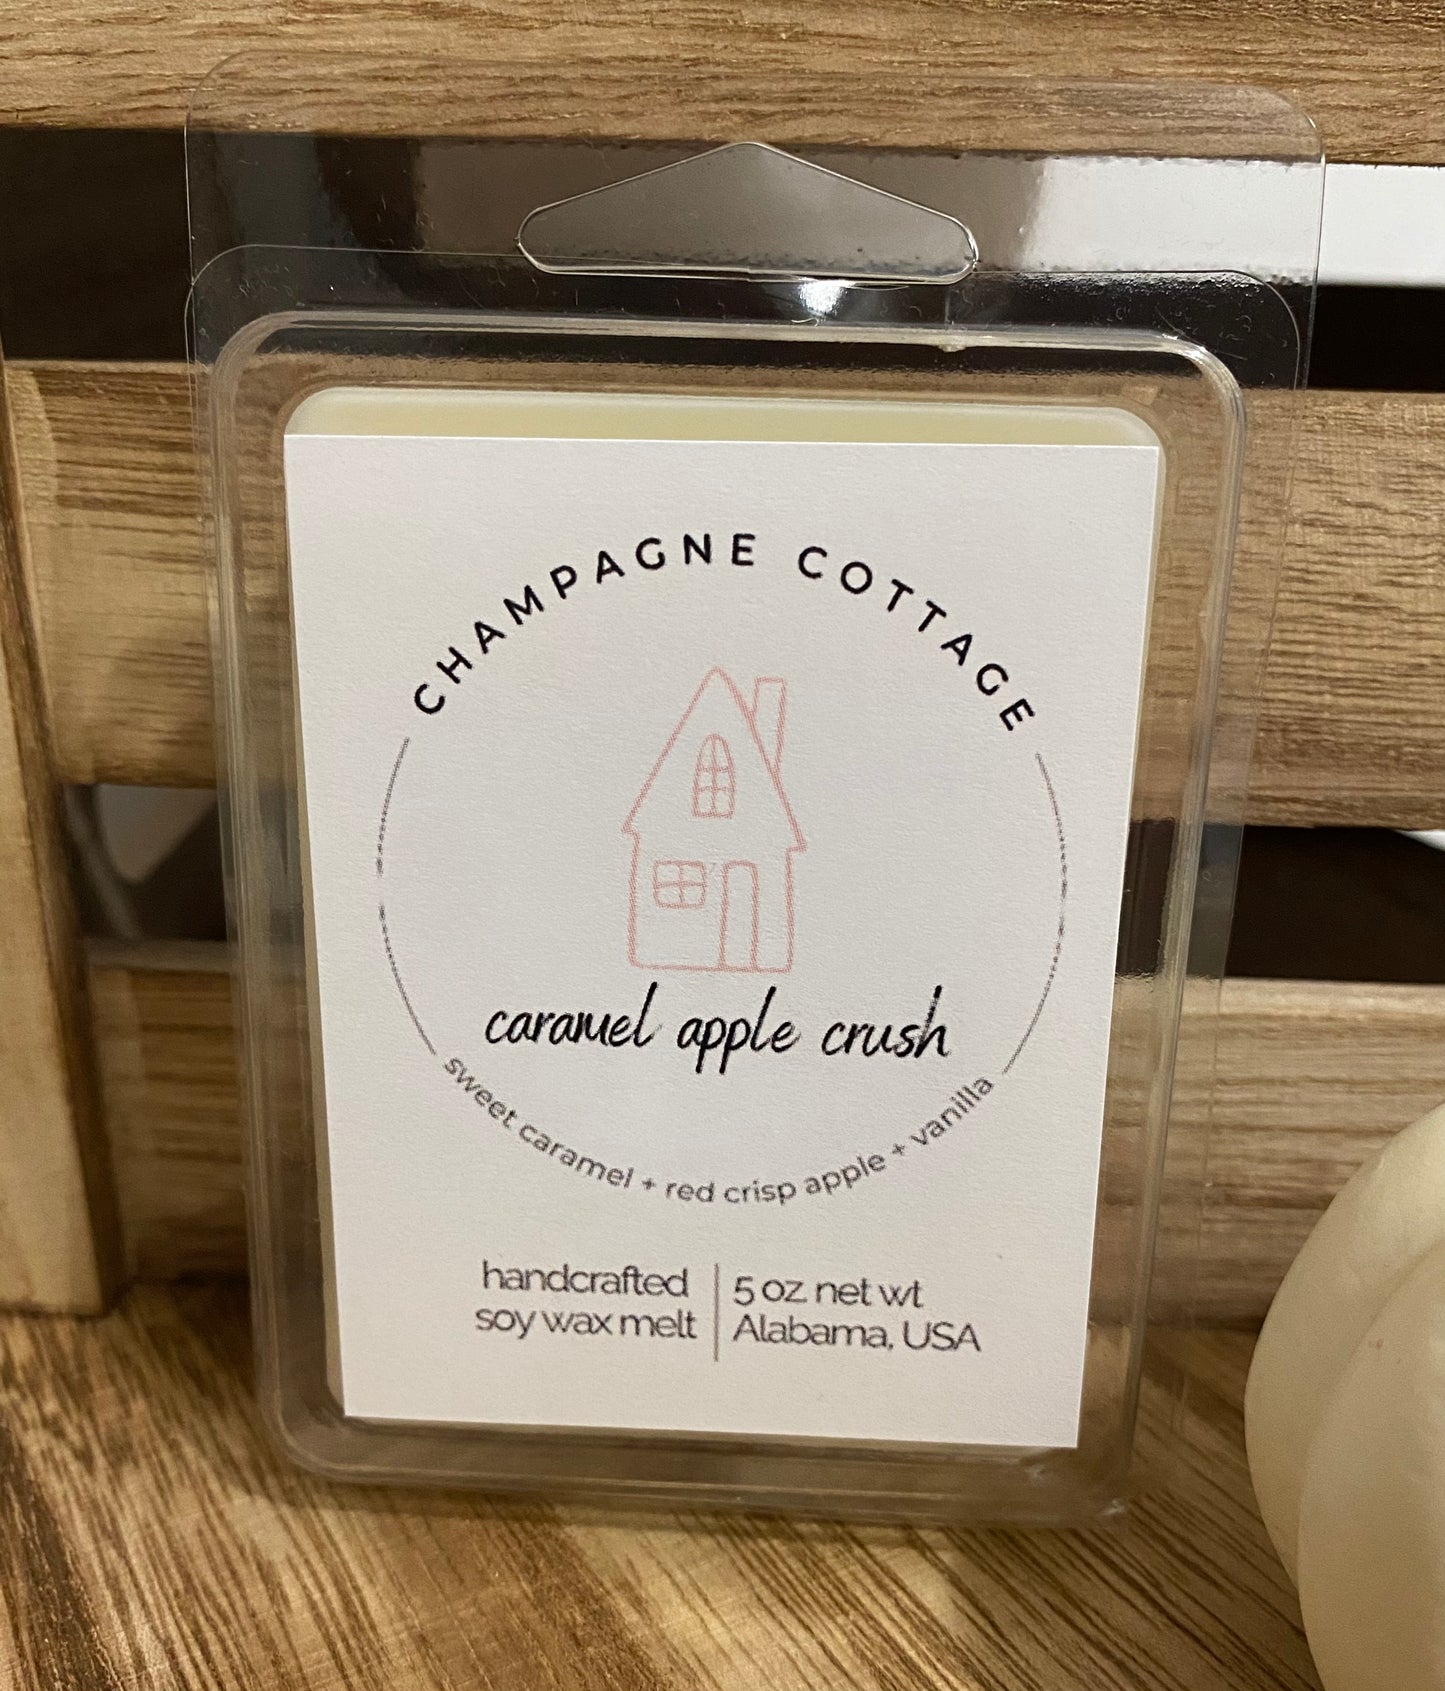 CHAMPAGNE COTTAGE
caramel apple crush
sweet caramel + red crisp apple + vanilla
handcrafted
soy wax melt
5 oz net wt
Alabama, USA